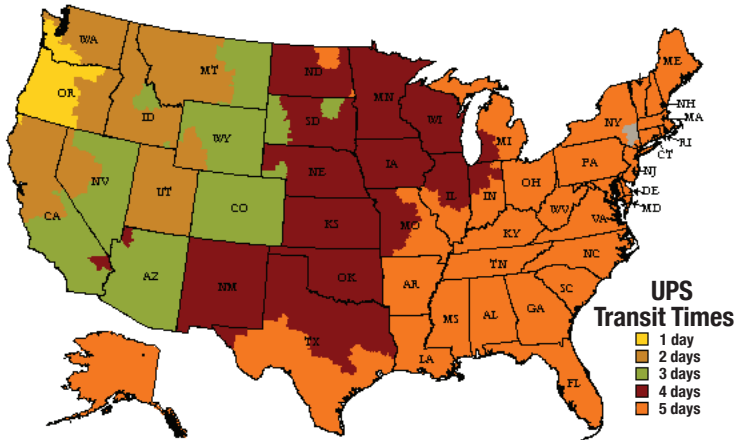 WA
ME
MT
ND
OR
MN
NH
MA
ID
SD
WI
NY
WY
MI
RI
CT
IA
PA
NE
NJ
NV
OH
UT
IL
IN
DE
CO
MD
WV
VA
CA
KS
MO
KY
NC
TN
AZ
OK
NM
AR
SC
MS
AL
GA
TX
LA
FL
UPS
Transit Times
1 day
2 days
3 days
4 days
5 days